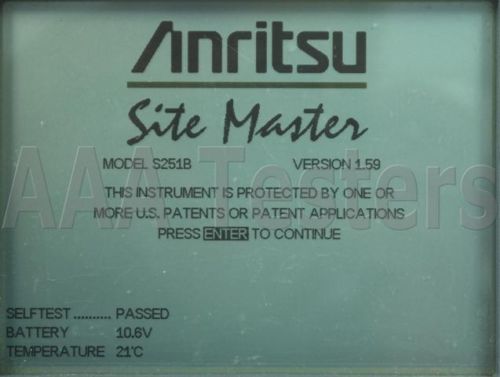 Anritsu
Site Master
MODEL S251B VERSION 1.59
THIS INSTRUMENT IS PROTECTED BY ONE OR
AAA Testers
MORE U.S. PATENTS OR PATENT APPLICATIONS
PRESS ENTER TO CONTINUE
SELFTEST .......... PASSED
BATTERY 10.6V
TEMPERATURE 21°C